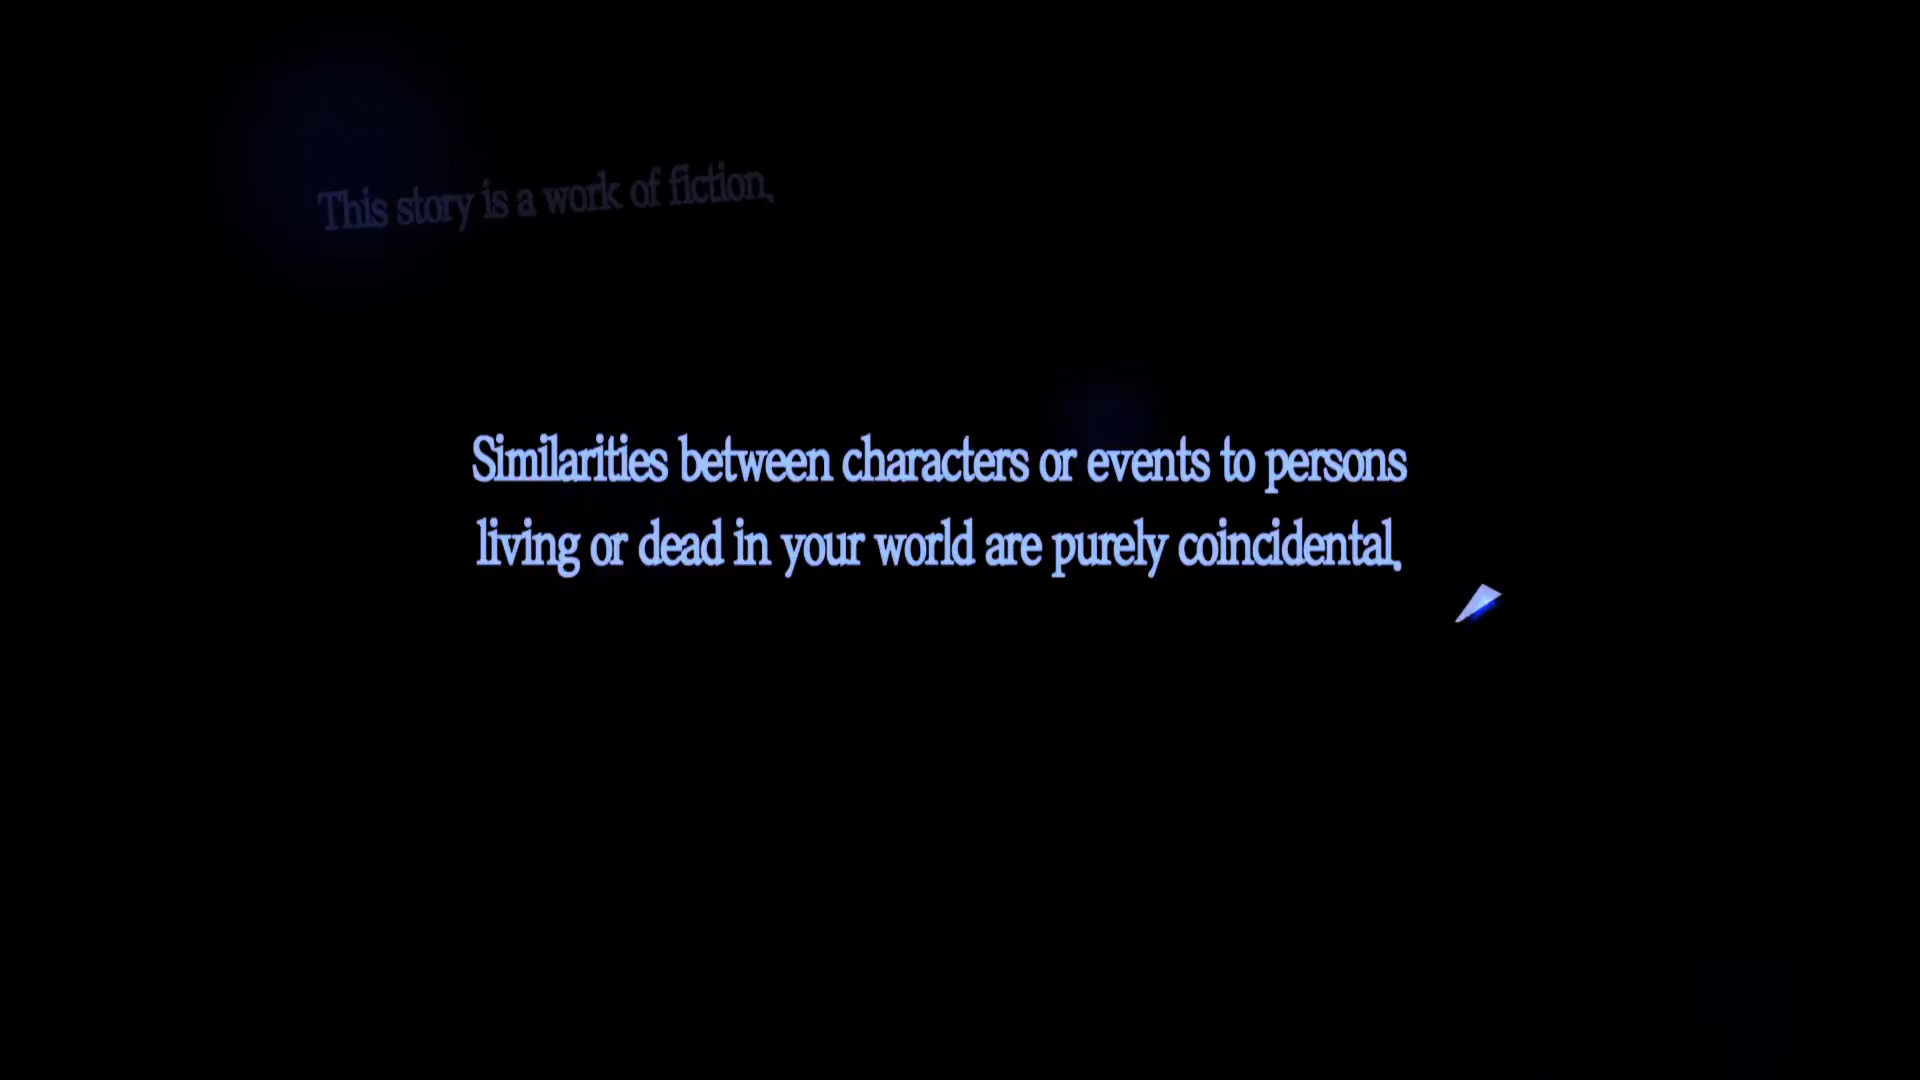 This story is a work of fiction.
Similarities between characters or events to persons
living or dead in your world are purely coincidental.